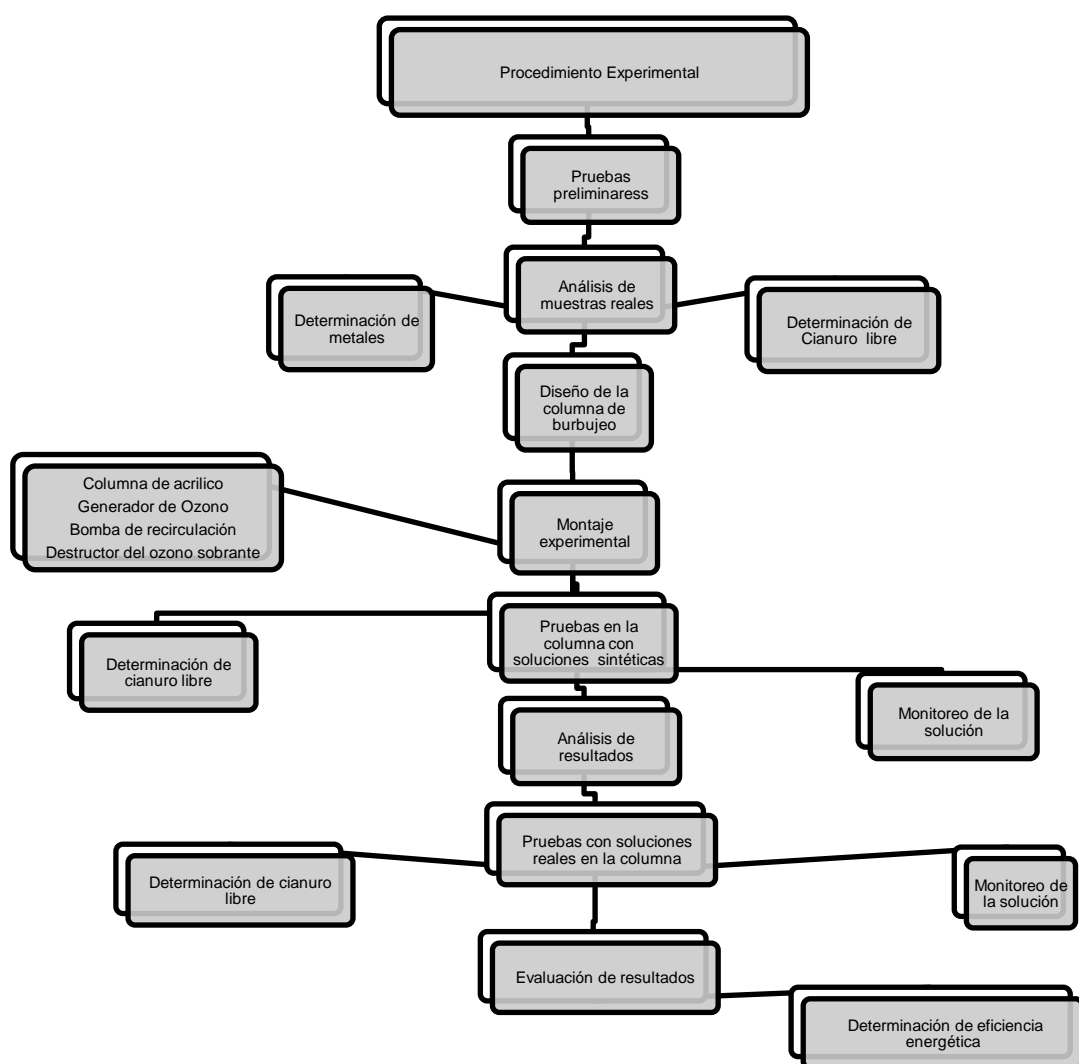 Procedimiento Experimental
Pruebas
preliminaress
Análisis de
muestras reales
Determinación de
metales
Determinación de
Cianuro libre
Diseño de la
columna de
burbujeo
Columna de acrilico
Generador de Ozono
Bomba de recirculación
Destructor del ozono sobrante
Montaje
experimental
Pruebas en la
columna con
soluciones sintéticas
Determinación de
cianuro libre
Monitoreo de la
solución
Análisis de
resultados
Pruebas con soluciones
reales en la columna
Determinación de cianuro
libre
Monitoreo de
la solución
Evaluación de resultados
Determinación de eficiencia
energética